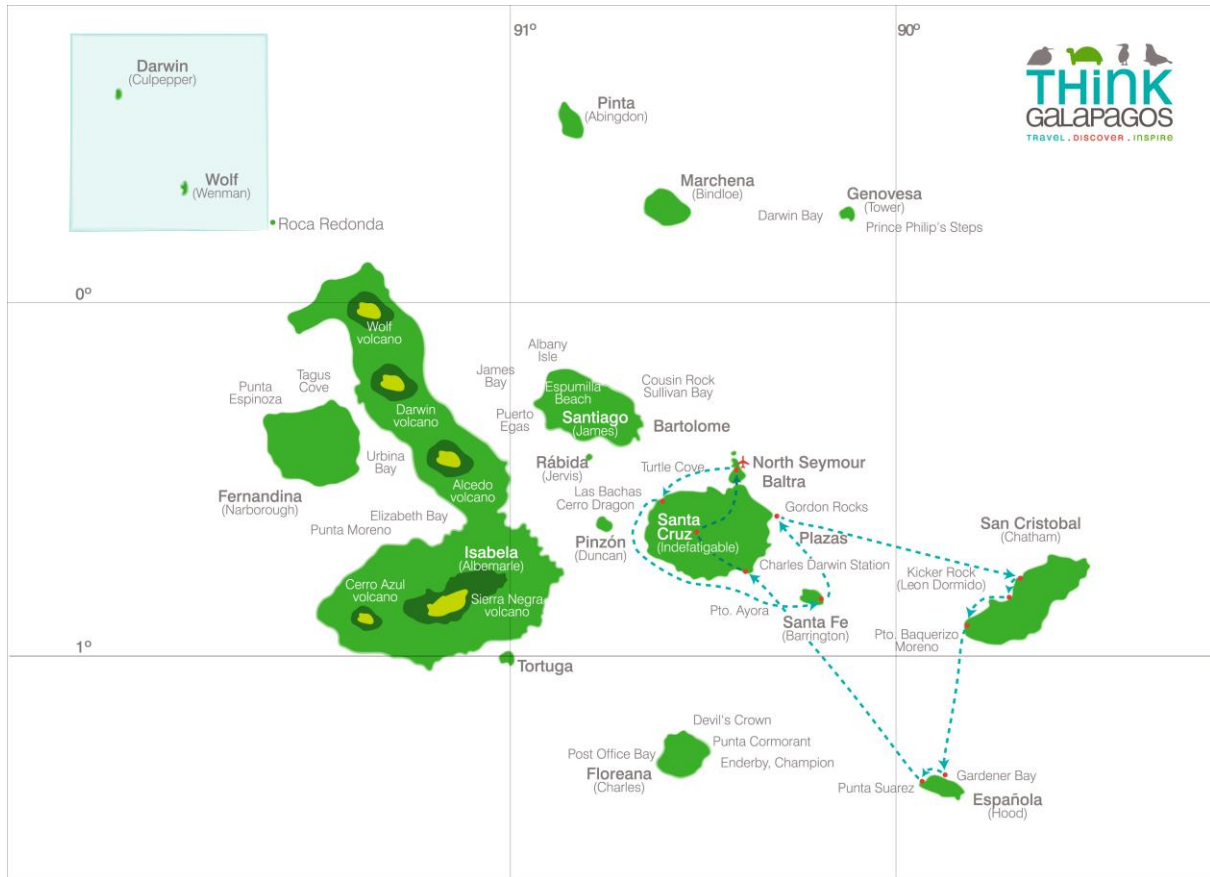 91º
90º
Darwin
(Culpepper)
Wolf
(Wenman)
Roca Redonda
Pinta
(Abingdon)
Marchena
(Bindloe)
Darwin Bay
Genovesa
(Tower)
Prince Philip's Steps
THINK
GALAPAGOS
TRAVEL . DISCOVER . INSPIRE
0º
Wolf
volcano
Darwin
volcano
Alcedo
volcano
Tagus
Cove
Punta
Espinoza
Urbina
Bay
Fernandina
(Narborough)
Elizabeth Bay
Punta Moreno
Isabela
(Albemarle)
Cerro Azul
volcano
Sierra Negra
volcano
Albany
Isle
James
Bay
Espumilla
Beach
Puerto
Egas
Santiago
(James)
Cousin Rock
Sullivan Bay
Bartolome
Rábida
(Jervis)
Turtle Cove
North Seymour
Baltra
Las Bachas
Cerro Dragon
Gordon Rocks
Pinzón
(Duncan)
Santa
Cruz
(Indefatigable)
Plazas
Charles Darwin Station
Pto. Ayora
Santa Fe
(Barrington)
San Cristobal
(Chatham)
Kicker Rock
(Leon Dormido)
Pto. Baquerizo
Moreno
1º
Tortuga
Devil's Crown
Punta Cormorant
Post Office Bay
Enderby, Champion
Floreana
(Charles)
Punta Suarez
Gardener Bay
Española
(Hood)